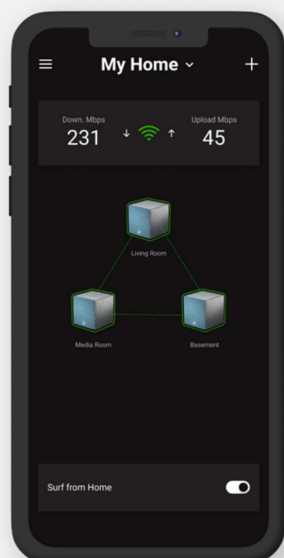 My Home
Down. Mbps
Upload Mbps
231
45
Living Room
Media Room
Basement
Surf from Home